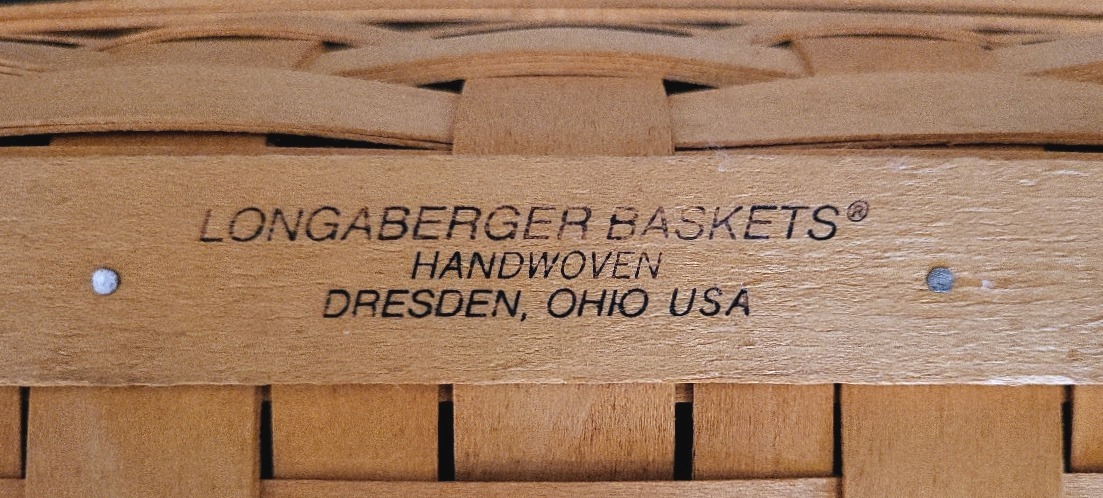 LONGABERGER BASKETS®
HANDWOVEN
DRESDEN, OHIO USA